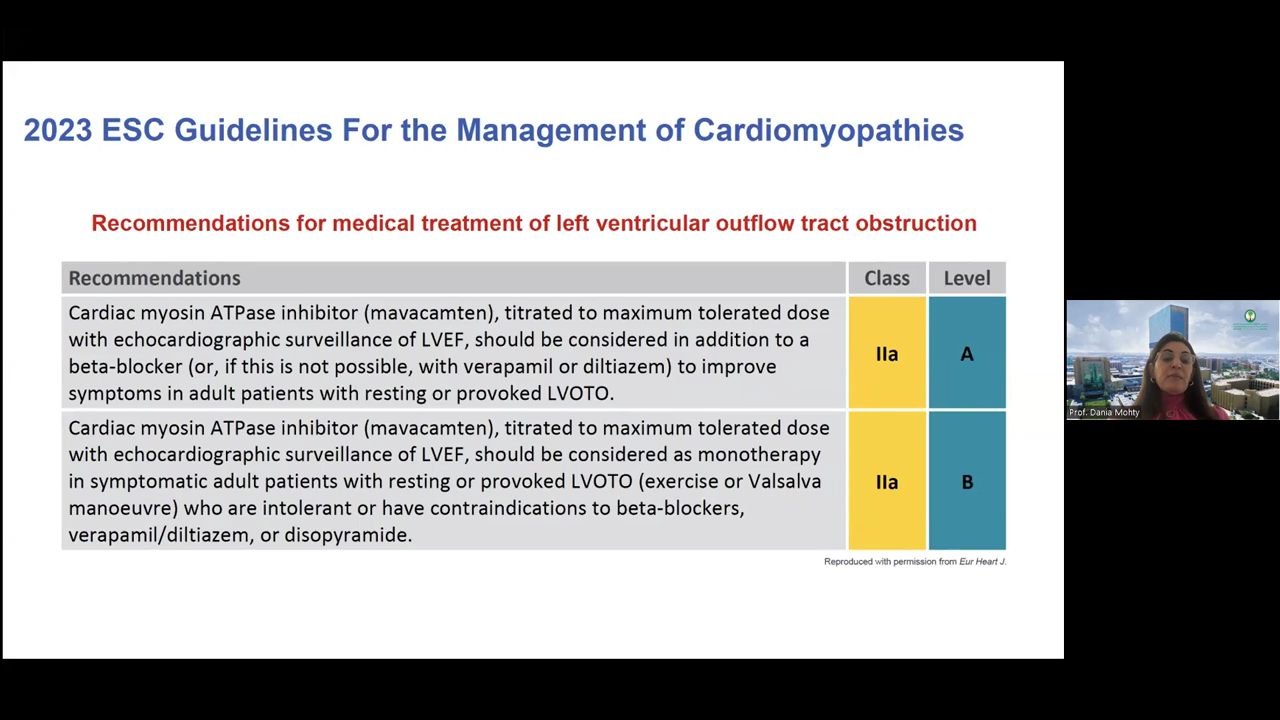 2023 ESC Guidelines For the Management of Cardiomyopathies
Recommendations for medical treatment of left ventricular outflow tract obstruction
Recommendations Class Level
Cardiac myosin ATPase inhibitor (mavacamten), titrated to maximum tolerated dose
with echocardiographic surveillance of LVEF, should be considered in addition to a
beta-blocker (or, if this is not possible, with verapamil or diltiazem) to improve
symptoms in adult patients with resting or provoked LVOTO.
IIa A
Cardiac myosin ATPase inhibitor (mavacamten), titrated to maximum tolerated dose
with echocardiographic surveillance of LVEF, should be considered as monotherapy
in symptomatic adult patients with resting or provoked LVOTO (exercise or Valsalva
manoeuvre) who are intolerant or have contraindications to beta-blockers,
verapamil/diltiazem, or disopyramide.
IIa B
Reproduced with permission from Eur Heart J.
Prof. Dania Mohty